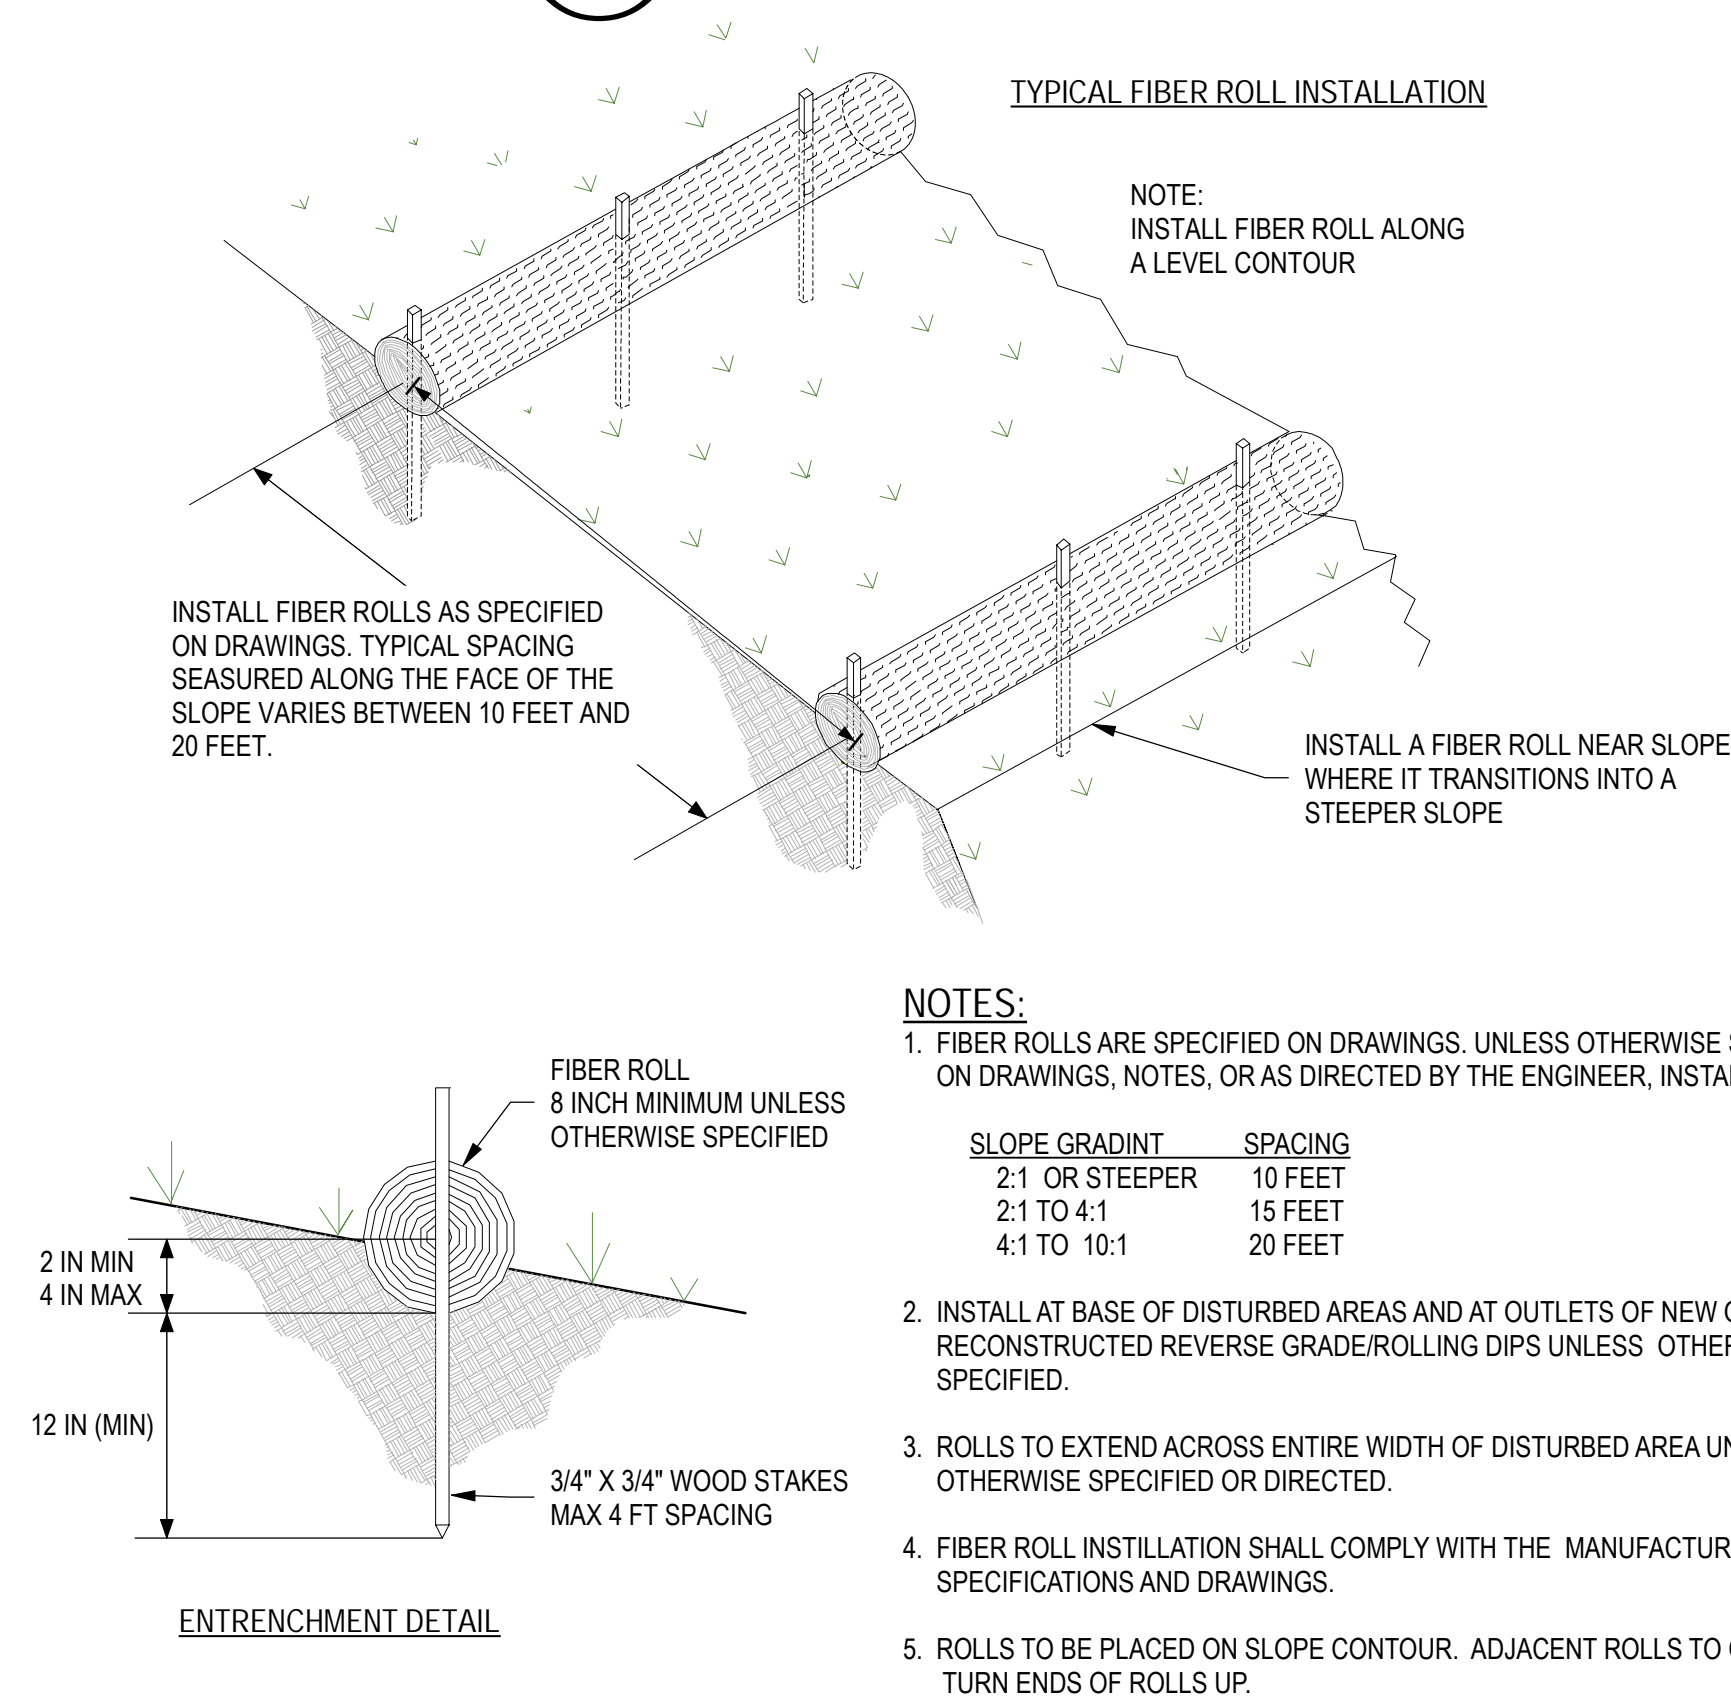 TYPICAL FIBER ROLL INSTALLATION
NOTE:
INSTALL FIBER ROLL ALONG
A LEVEL CONTOUR
INSTALL FIBER ROLLS AS SPECIFIED
ON DRAWINGS. TYPICAL SPACING
SEASURED ALONG THE FACE OF THE
SLOPE VARIES BETWEEN 10 FEET AND
20 FEET.
INSTALL A FIBER ROLL NEAR SLOPE
WHERE IT TRANSITIONS INTO A
STEEPER SLOPE
FIBER ROLL
8 INCH MINIMUM UNLESS
OTHERWISE SPECIFIED
2 IN MIN
4 IN MAX
12 IN (MIN)
3/4" X 3/4" WOOD STAKES
MAX 4 FT SPACING
ENTRENCHMENT DETAIL
NOTES:
1. FIBER ROLLS ARE SPECIFIED ON DRAWINGS. UNLESS OTHERWISE
ON DRAWINGS, NOTES, OR AS DIRECTED BY THE ENGINEER,
SLOPE GRADINT SPACING
2:1 OR STEEPER 10 FEET
2:1 TO 4:1 15 FEET
4:1 TO 10:1 20 FEET
2. INSTALL AT BASE OF DISTURBED AREAS AND AT OUTLETS OF NEW
RECONSTRUCTED REVERSE GRADE/ROLLING DIPS UNLESS
SPECIFIED.
3. ROLLS TO EXTEND ACROSS ENTIRE WIDTH OF DISTURBED AREA
OTHERWISE SPECIFIED OR DIRECTED.
4. FIBER ROLL INSTILLATION SHALL COMPLY WITH THE
SPECIFICATIONS AND DRAWINGS.
5. ROLLS TO BE PLACED ON SLOPE CONTOUR. ADJACENT ROLLS TO
TURN ENDS OF ROLLS UP.